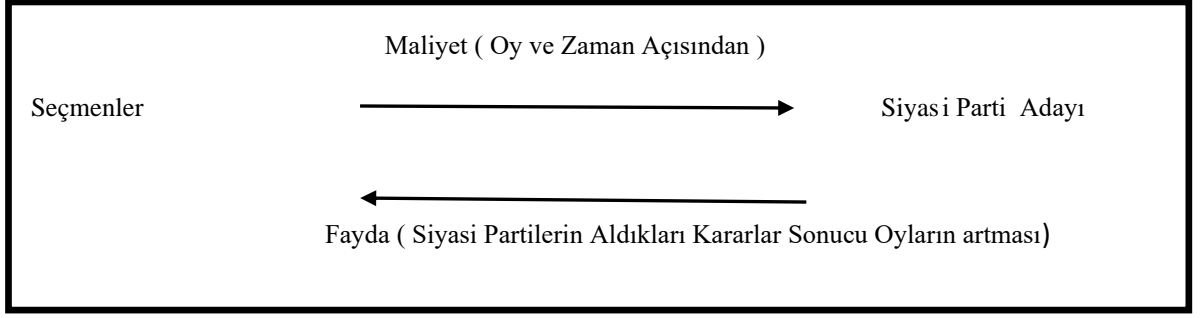 Maliyet ( Oy ve Zaman Açısından )
Seçmenler Siyasi Parti Adayı
Fayda ( Siyasi Partilerin Aldıkları Kararlar Sonucu Oyların artması)